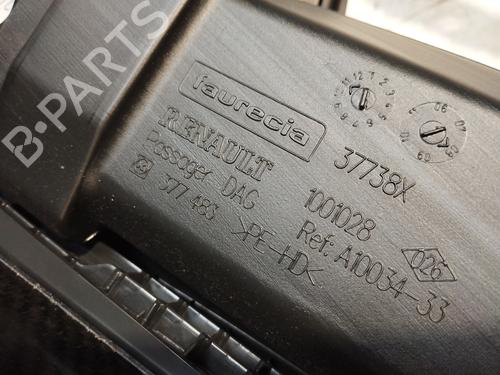 B-PARTS
faurecia
37738X
RENAULT
1001028
Passager DAG
Ref: A10034-33
377 483
>PE-HD<
026